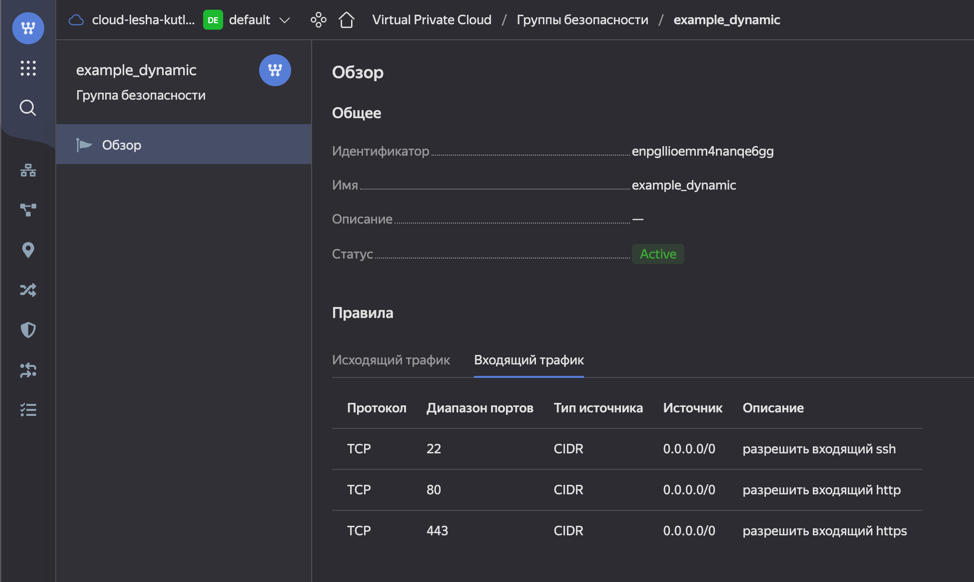 cloud-lesha-kutl... DE default Virtual Private Cloud / Группы безопасности / example_dynamic
example_dynamic
Группа безопасности
Обзор
Обзор
Общее
Идентификатор enpgllioemm4nanqe6gg
Имя example_dynamic
Описание —
Статус Active
Правила
Исходящий трафик Входящий трафик
Протокол Диапазон портов Тип источника Источник Описание
TCP 22 CIDR 0.0.0.0/0 разрешить входящий ssh
TCP 80 CIDR 0.0.0.0/0 разрешить входящий http
TCP 443 CIDR 0.0.0.0/0 разрешить входящий https